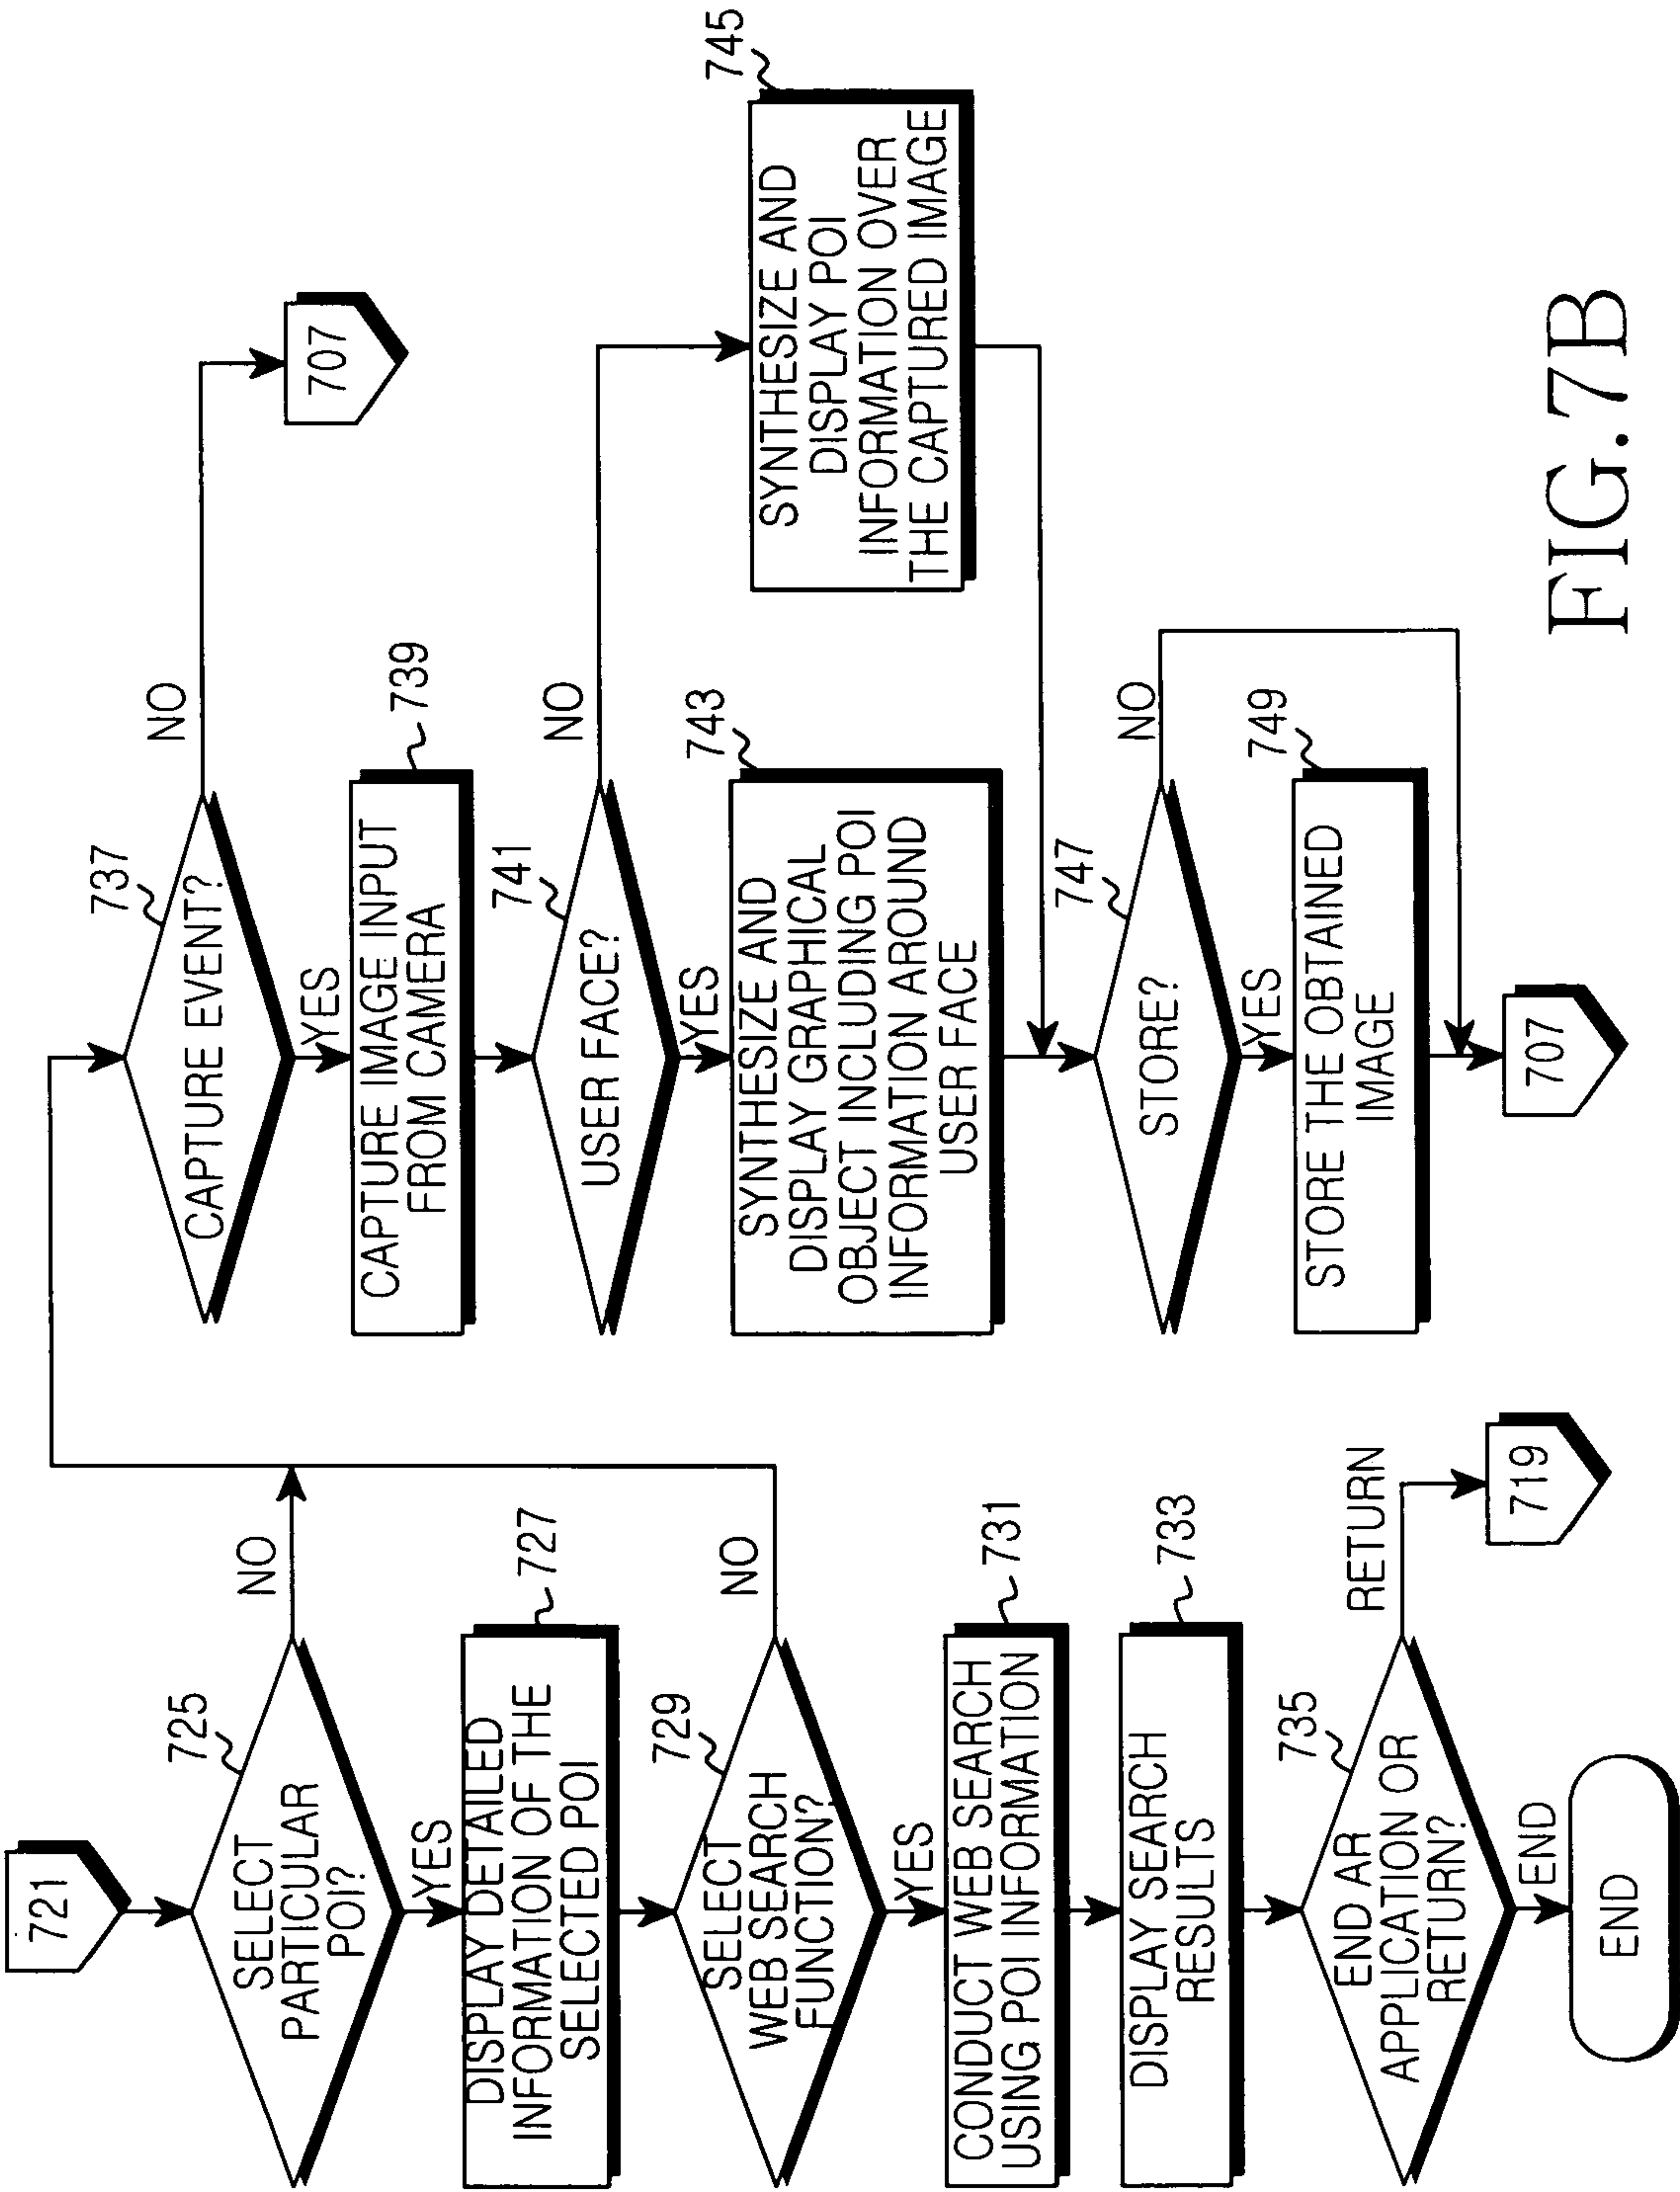 721
725
SELECT
PARTICULAR
POI?
NO
YES
727
DISPLAY DETAILED
INFORMATION OF THE
SELECTED POI
729
SELECT
WEB SEARCH
FUNCTION?
NO
YES
731
CONDUCT WEB SEARCH
USING POI INFORMATION
733
DISPLAY SEARCH
RESULTS
735
END AR
APPLICATION OR
RETURN?
RETURN
719
END
END
737
CAPTURE EVENT?
NO
707
YES
739
CAPTURE IMAGE INPUT
FROM CAMERA
741
USER FACE?
NO
YES
743
SYNTHESIZE AND
DISPLAY GRAPHICAL
OBJECT INCLUDING POI
INFORMATION AROUND
USER FACE
745
SYNTHESIZE AND
DISPLAY POI
INFORMATION OVER
THE CAPTURED IMAGE
747
STORE?
NO
YES
749
STORE THE OBTAINED
IMAGE
707
FIG.7B